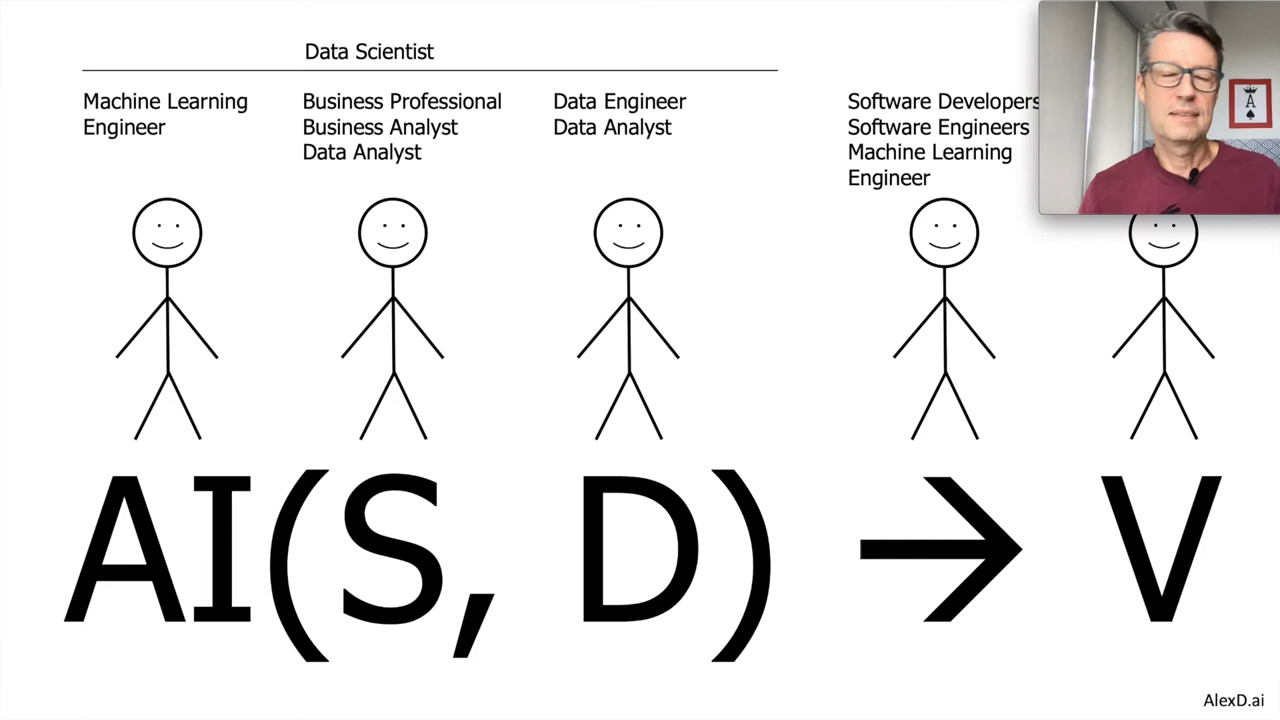 Data Scientist
Machine Learning
Engineer
Business Professional
Business Analyst
Data Analyst
Data Engineer
Data Analyst
Software Developers
Software Engineers
Machine Learning
Engineer
A
AI(S, D) → V
AlexD.ai